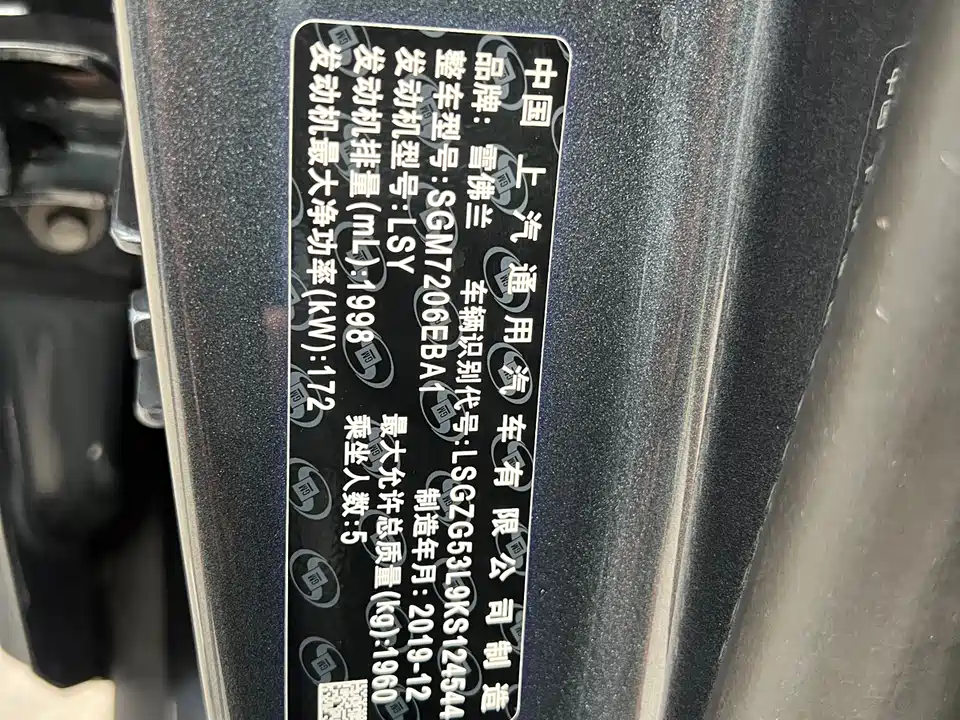 中国 上汽通用汽车有限公司制造
品牌: 雪佛兰 车辆识别代号:LSGZG53L9KS124544
整车型号:SGM7206EBA1 制造年月:2019-12
发动机型号:LSY 最大允许总质量(kg):1960
发动机排量(mL):1998 乘坐人数:5
发动机最大净功率(kW):172